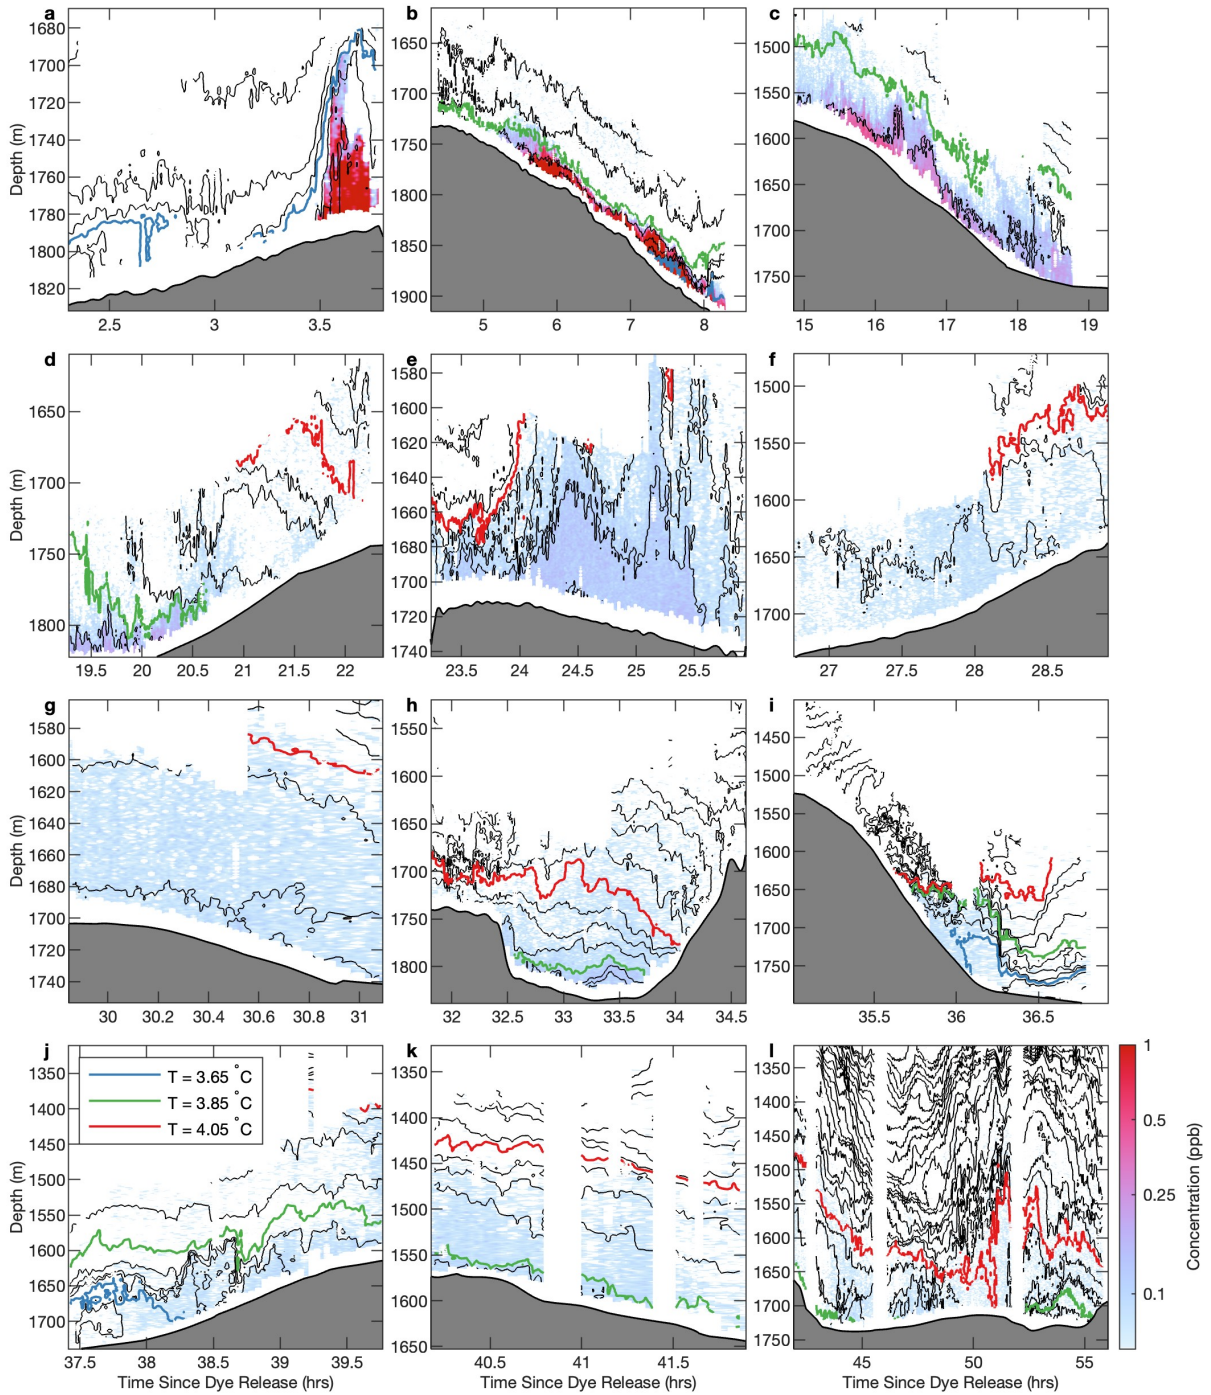 a
b
c
1680
1700
1720
1740
1760
1780
1800
1820
Depth (m)
2.5 3 3.5
1650
1700
1750
1800
1850
1900
5 6 7 8
1500
1550
1600
1650
1700
1750
15 16 17 18 19
d
e
f
1650
1700
1750
1800
Depth (m)
19.5 20 20.5 21 21.5 22
1580
1600
1620
1640
1660
1680
1700
1720
1740
23.5 24 24.5 25 25.5
1500
1550
1600
1650
1700
27 27.5 28 28.5
g
h
i
1580
1600
1620
1640
1660
1680
1700
1720
1740
Depth (m)
30 30.2 30.4 30.6 30.8 31
1550
1600
1650
1700
1750
1800
32 32.5 33 33.5 34 34.5
1450
1500
1550
1600
1650
1700
1750
35.5 36 36.5
j
k
l
T = 3.65 °C
T = 3.85 °C
T = 4.05 °C
1350
1400
1450
1500
1550
1600
1650
1700
Depth (m)
37.5 38 38.5 39 39.5
Time Since Dye Release (hrs)
1350
1400
1450
1500
1550
1600
1650
40.5 41 41.5
Time Since Dye Release (hrs)
1350
1400
1450
1500
1550
1600
1650
1700
1750
45 50 55
Time Since Dye Release (hrs)
1
0.5
0.25
0.1
Concentration (ppb)